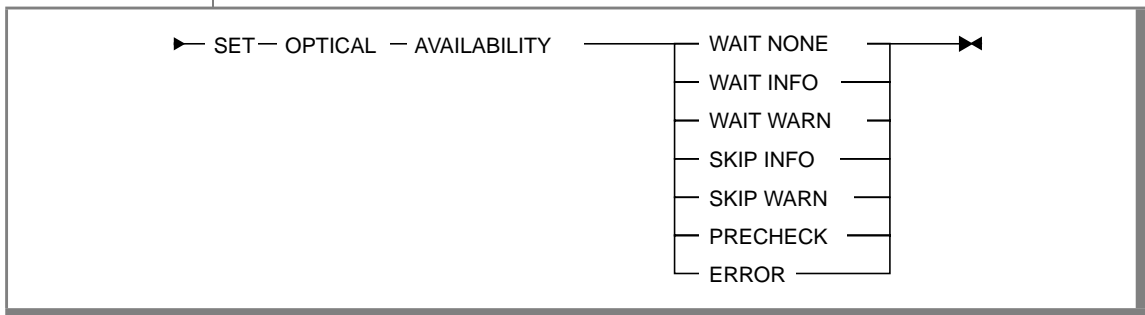 SET OPTICAL AVAILABILITY WAIT NONE
WAIT INFO
WAIT WARN
SKIP INFO
SKIP WARN
PRECHECK
ERROR